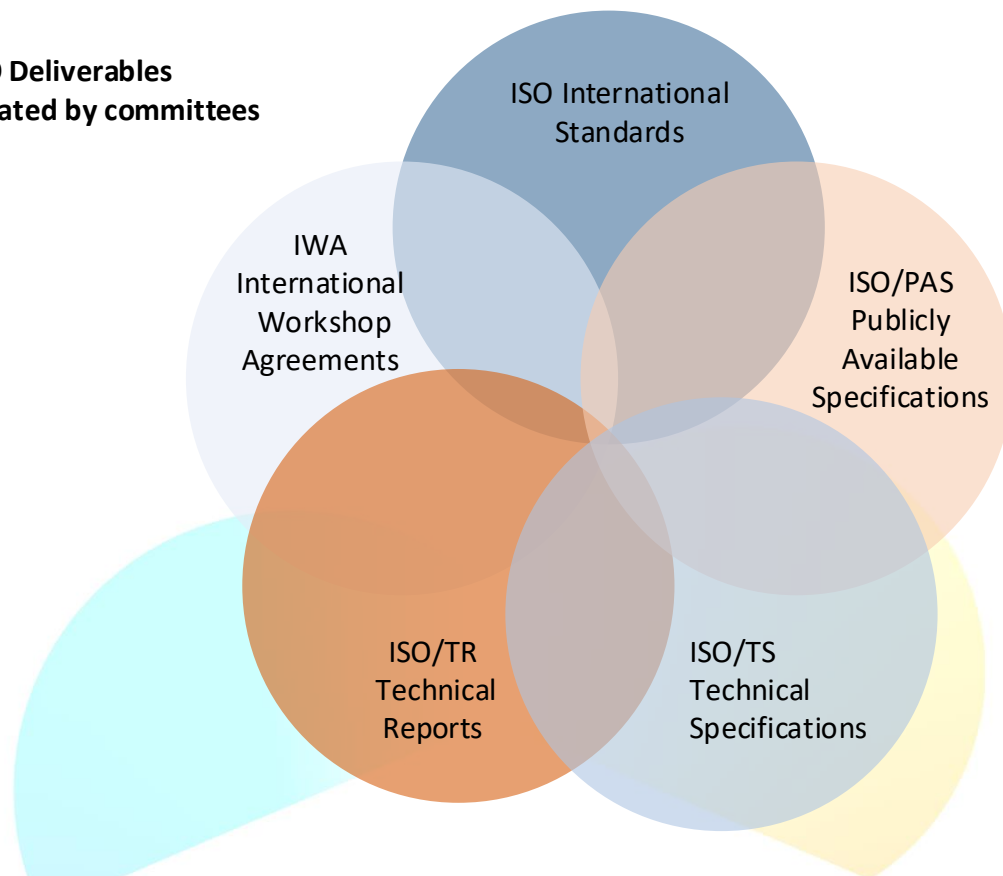 Deliverables
by committees
ISO International
Standards
IWA
International
Workshop
Agreements
ISO/PAS
Publicly
Available
Specifications
ISO/TR
Technical
Reports
ISO/TS
Technical
Specifications